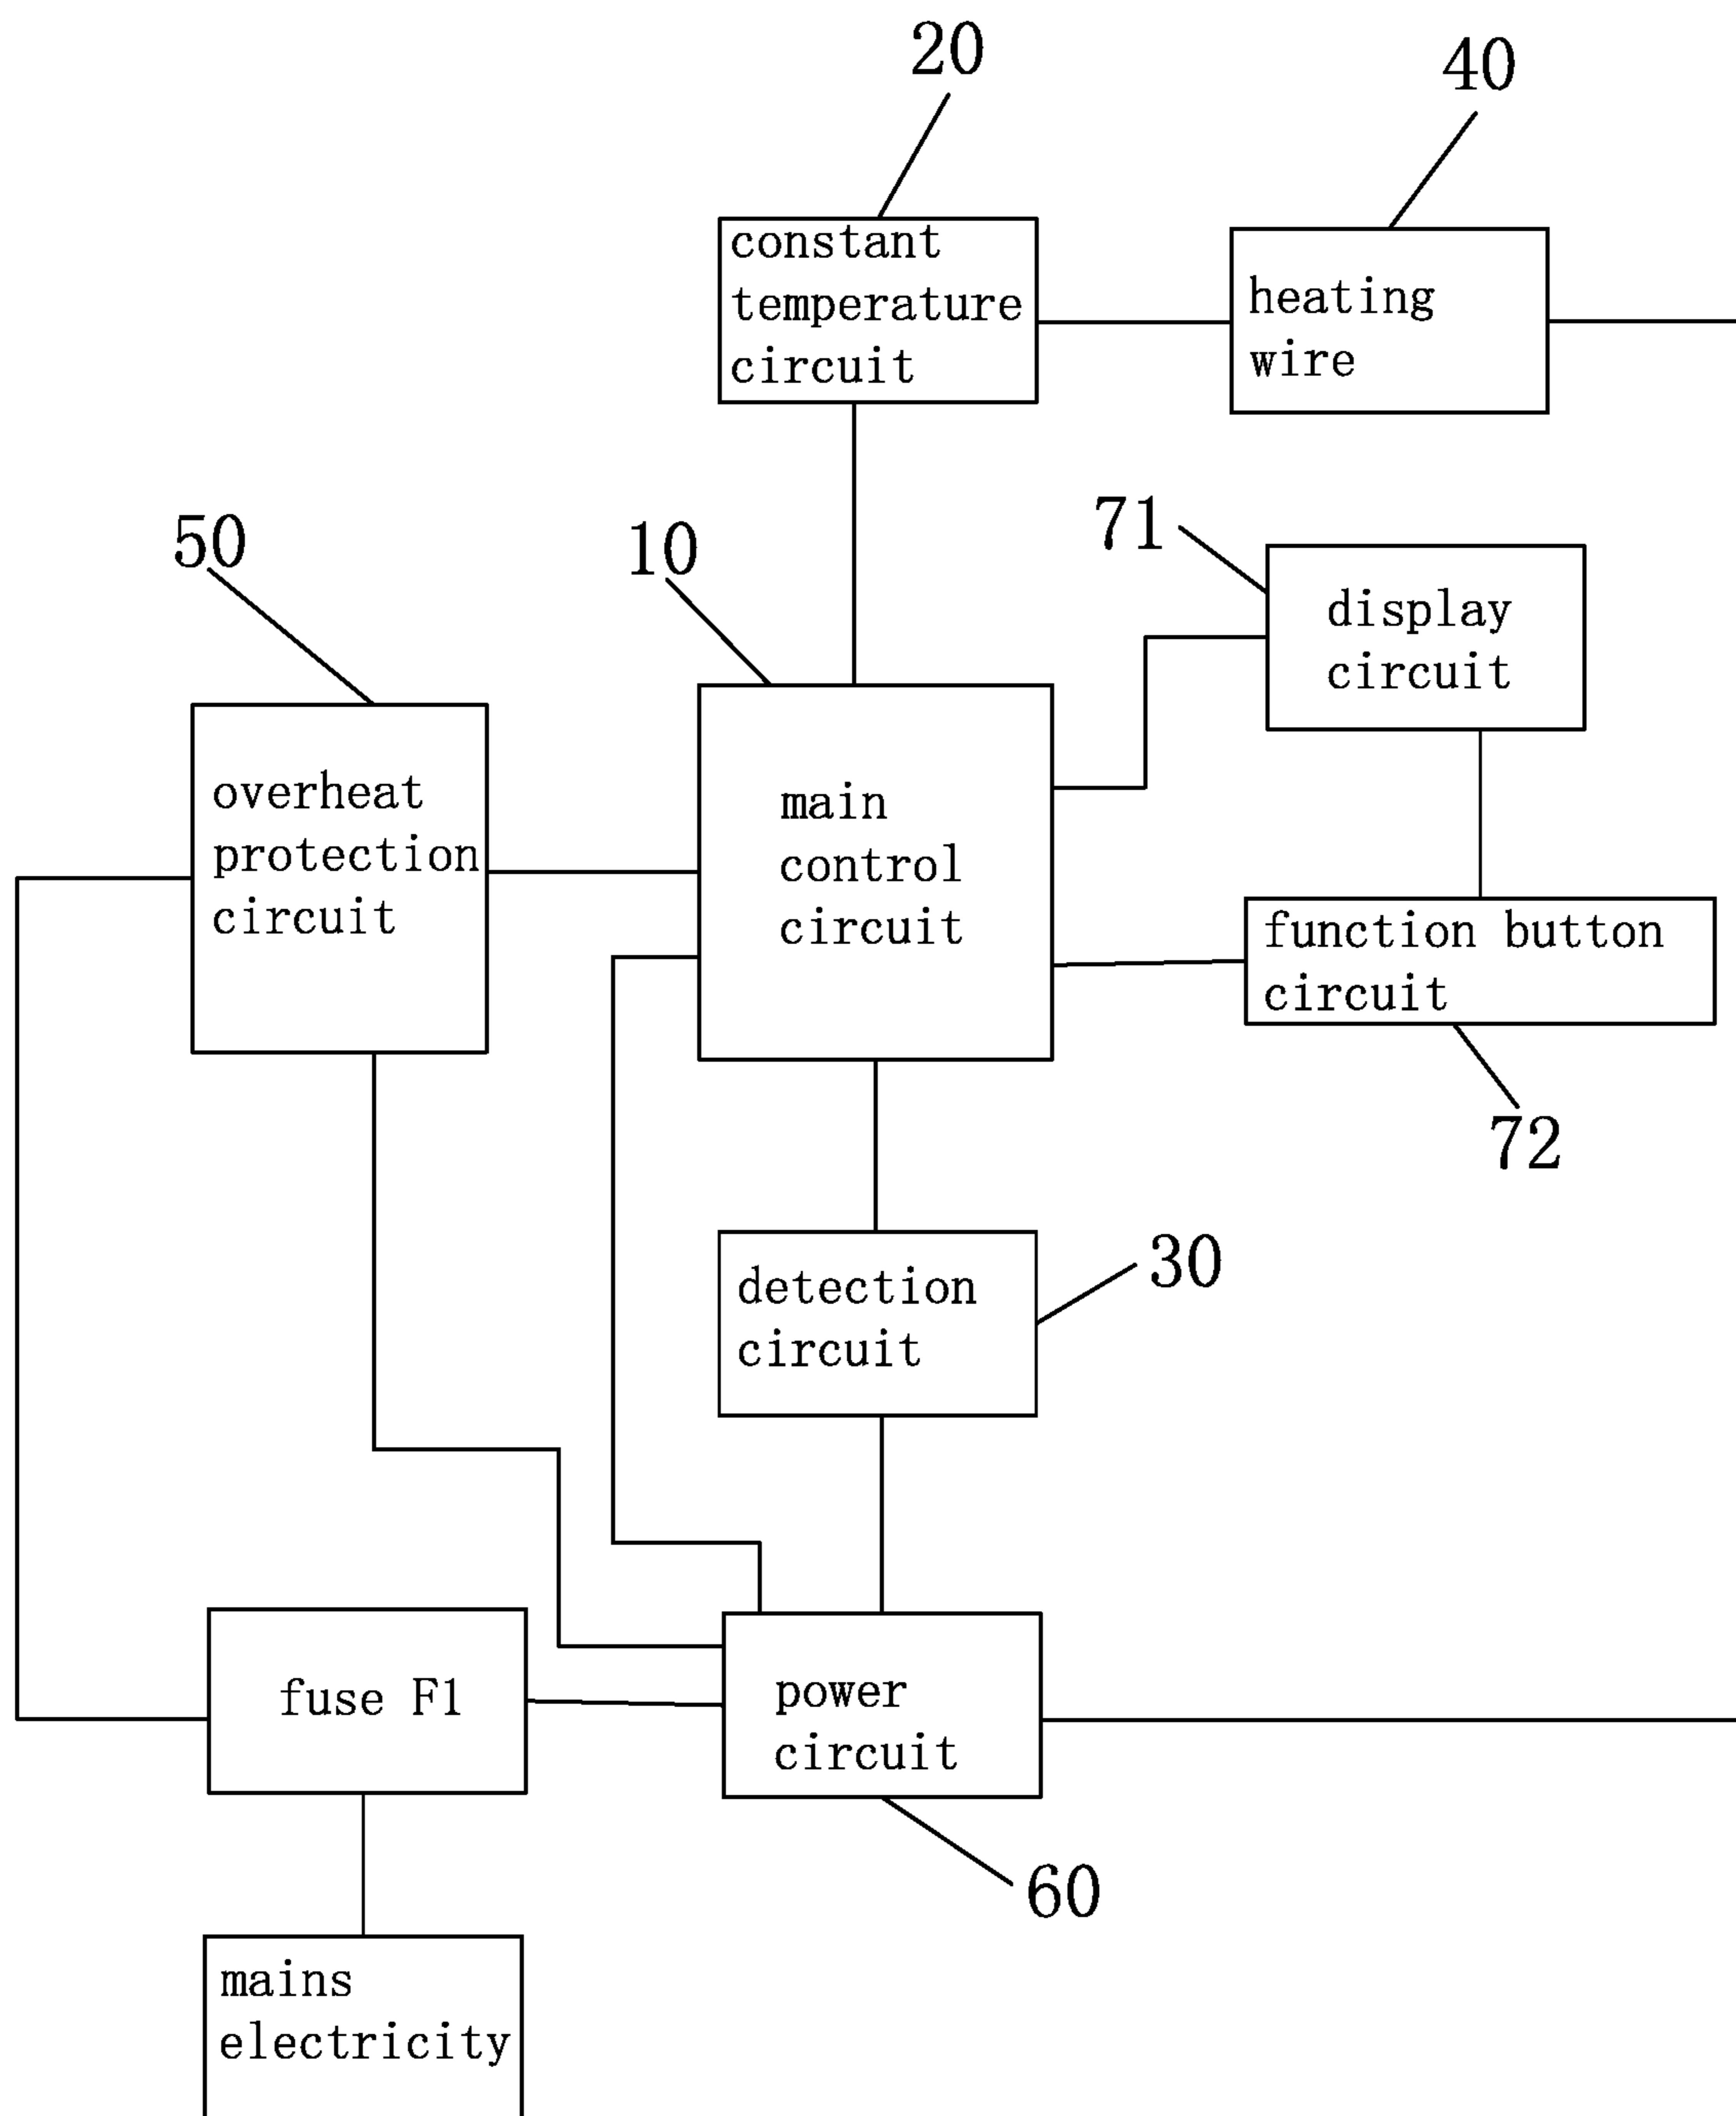 20
40
constant
temperature
circuit
heating
wire
50
10
71
display
circuit
overheat
protection
circuit
main
control
circuit
function button
circuit
72
detection
circuit
30
fuse F1
power
circuit
60
mains
electricity